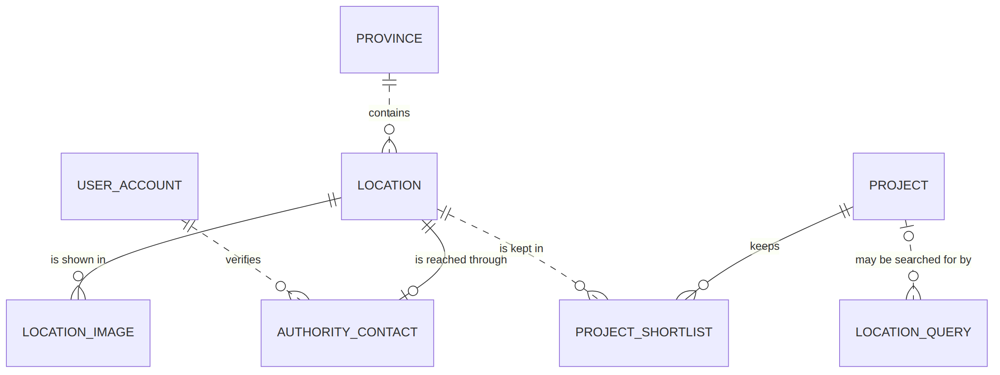 PROVINCE
contains
USER_ACCOUNT
LOCATION
PROJECT
is kept in
keeps
is shown in
verifies
is reached through
may be searched for by
LOCATION_IMAGE
AUTHORITY_CONTACT
PROJECT_SHORTLIST
LOCATION_QUERY